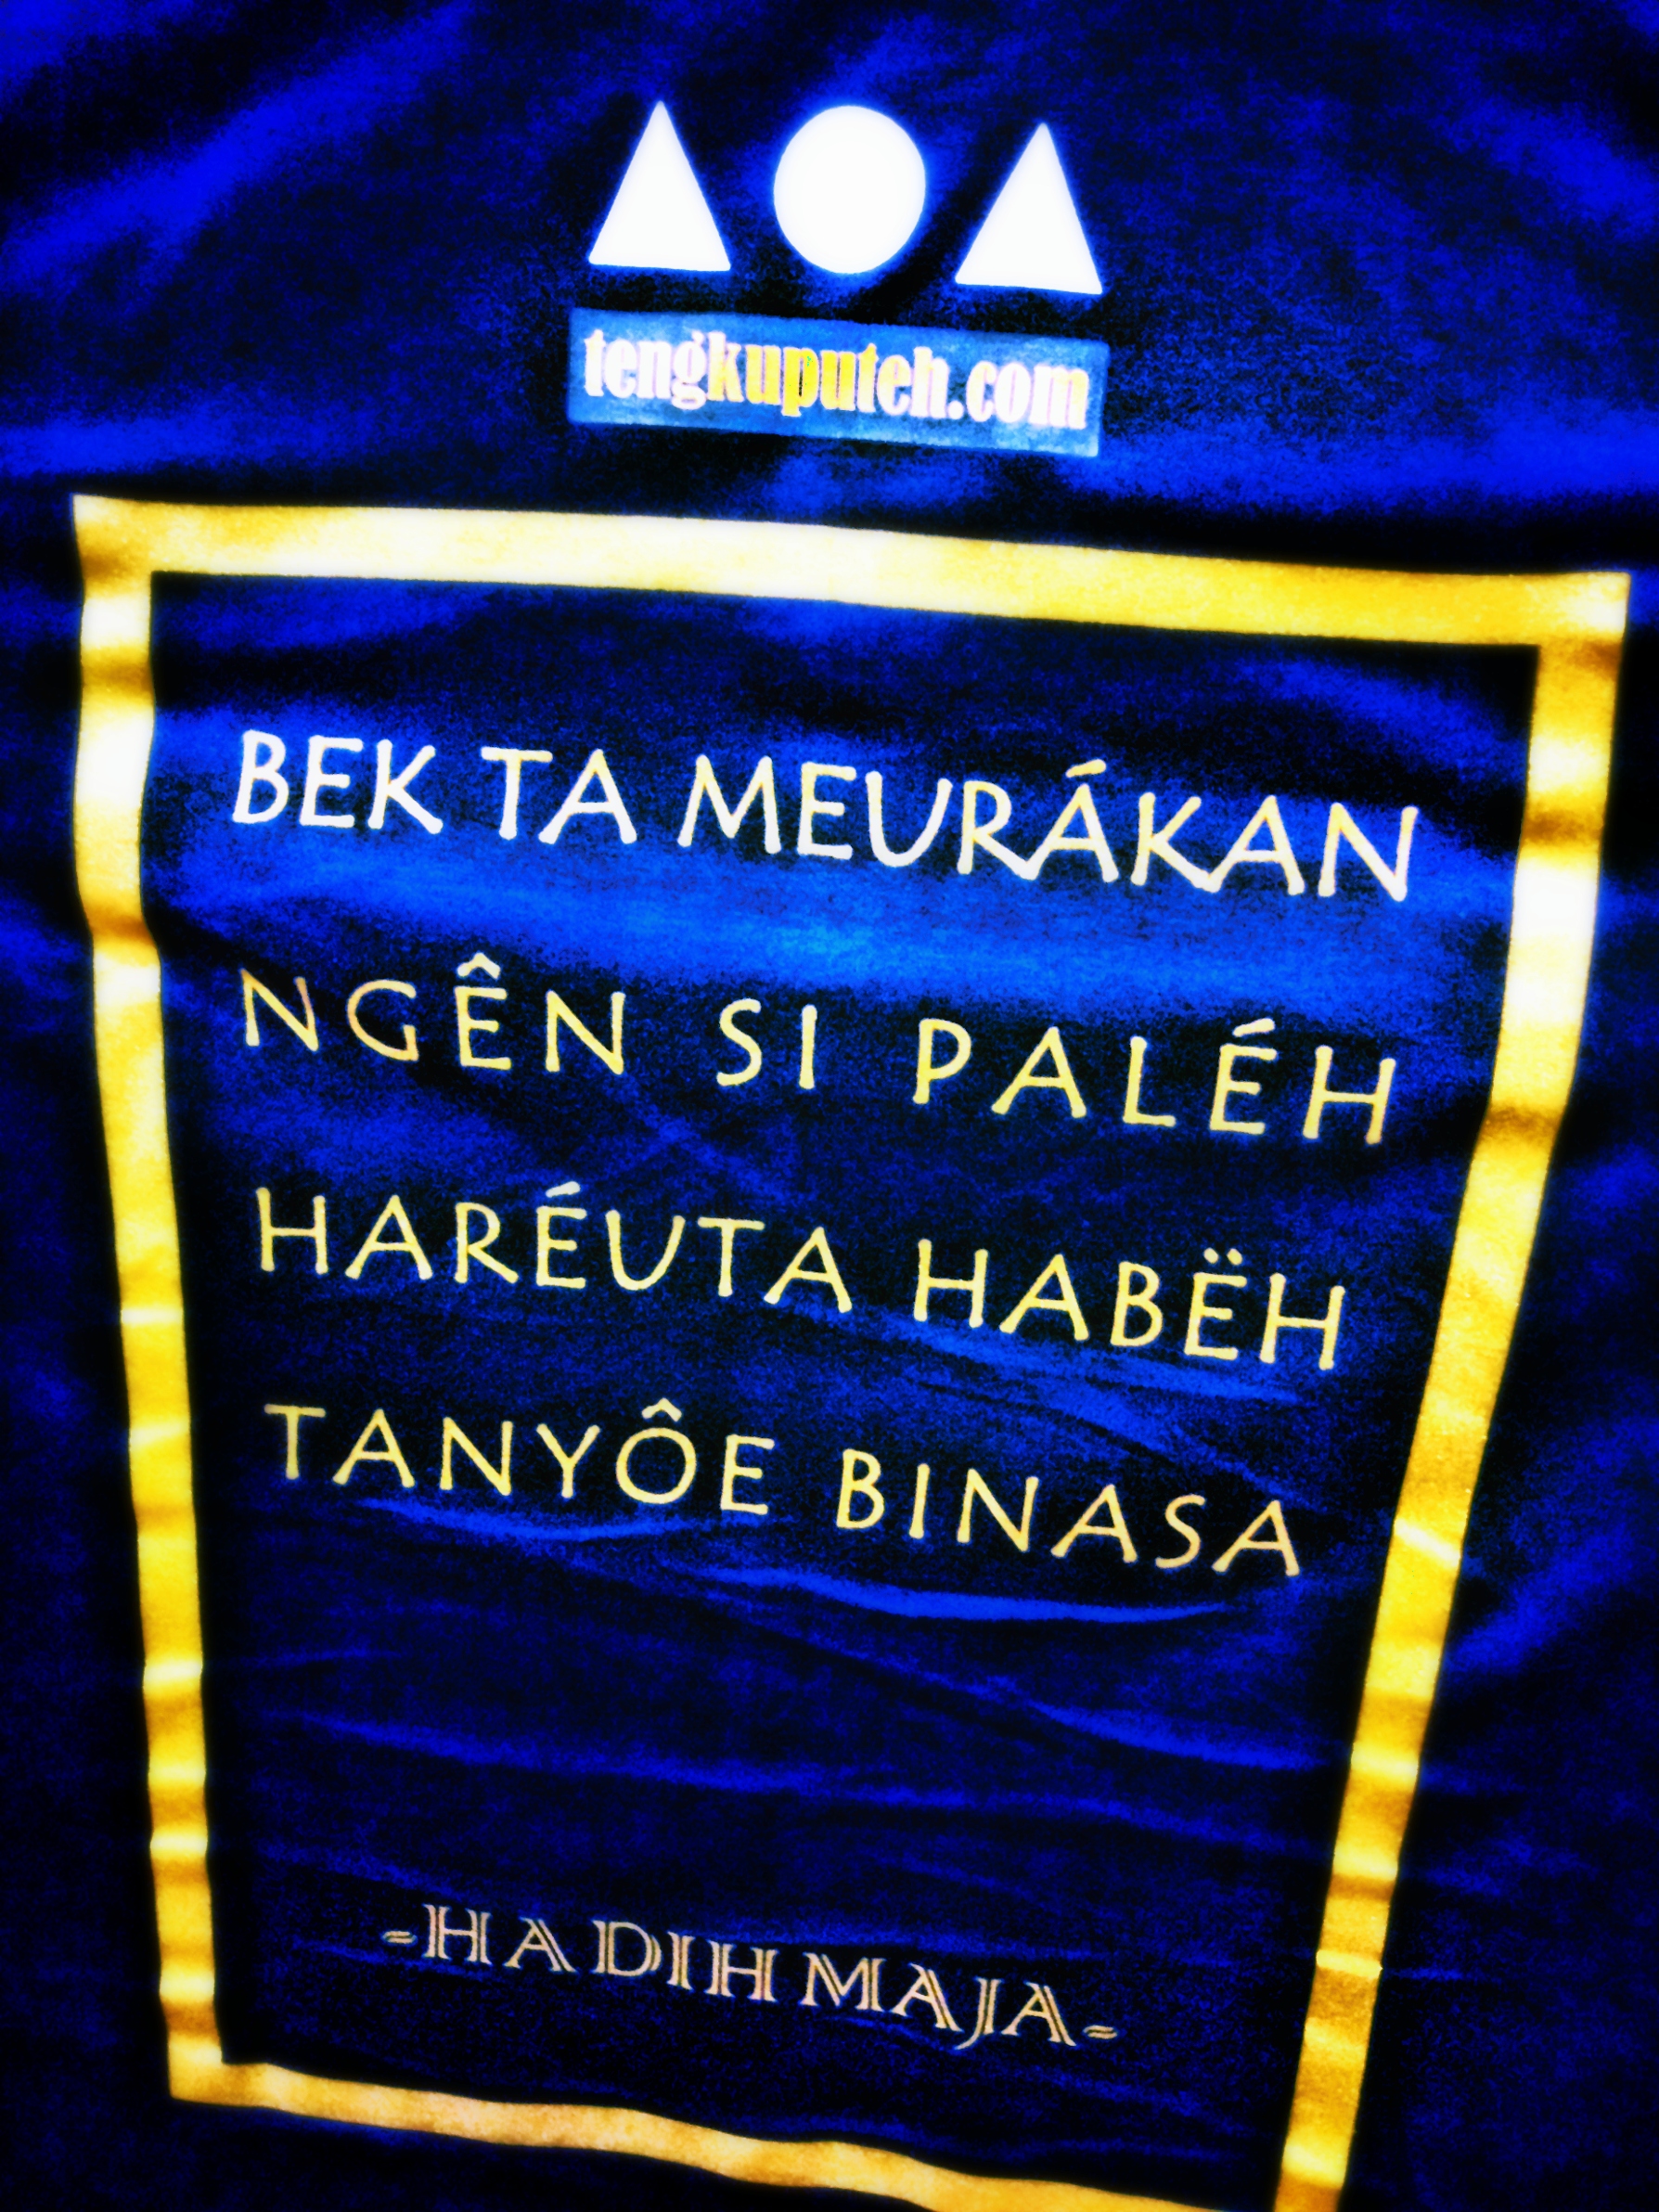 tengkuputeh.com
BEK TA MEURÁKAN
NGÊN SI PALÉH
HARÉUTA HABËH
TANYÔE BINASA
-HADIH MAJA-